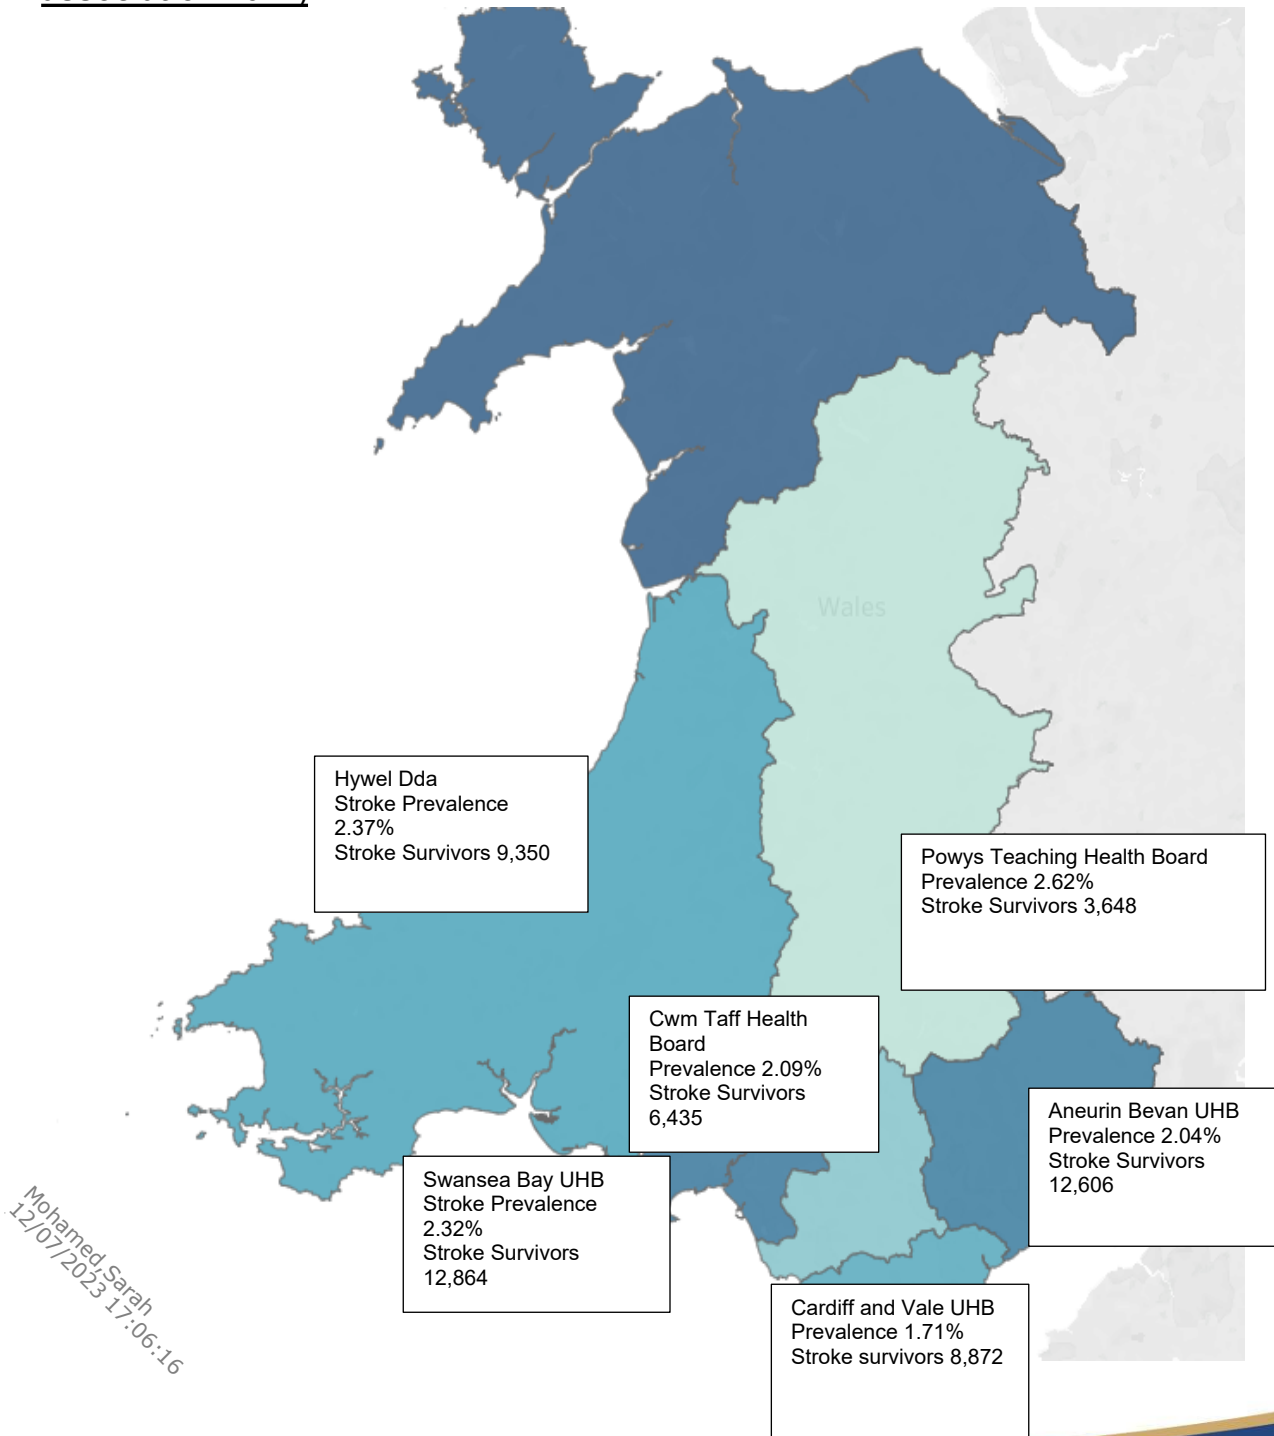 Wales
Hywel Dda
Stroke Prevalence
2.37%
Stroke Survivors 9,350
Powys Teaching Health Board
Prevalence 2.62%
Stroke Survivors 3,648
Cwm Taff Health
Board
Prevalence 2.09%
Stroke Survivors
6,435
Aneurin Bevan UHB
Prevalence 2.04%
Stroke Survivors
12,606
Swansea Bay UHB
Stroke Prevalence
2.32%
Stroke Survivors
12,864
Cardiff and Vale UHB
Prevalence 1.71%
Stroke survivors 8,872
Mohamed,Sarah
12/07/2023 17:06:16